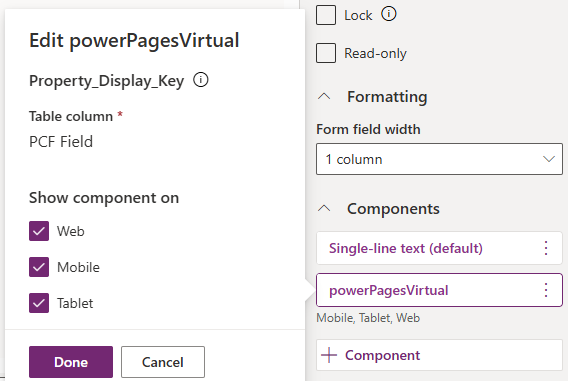 Edit powerPagesVirtual
Property_Display_Key
Table column *
PCF Field
Show component on
Web
Mobile
Tablet
Done
Cancel
Lock
Read-only
Formatting
Form field width
1 column
Components
Single-line text (default)
powerPagesVirtual
Mobile, Tablet, Web
+ Component